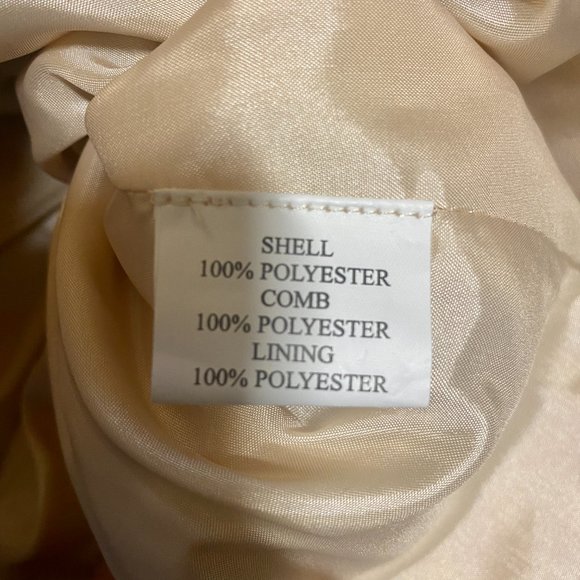 SHELL
100% POLYESTER
COMB
100% POLYESTER
LINING
100% POLYESTER